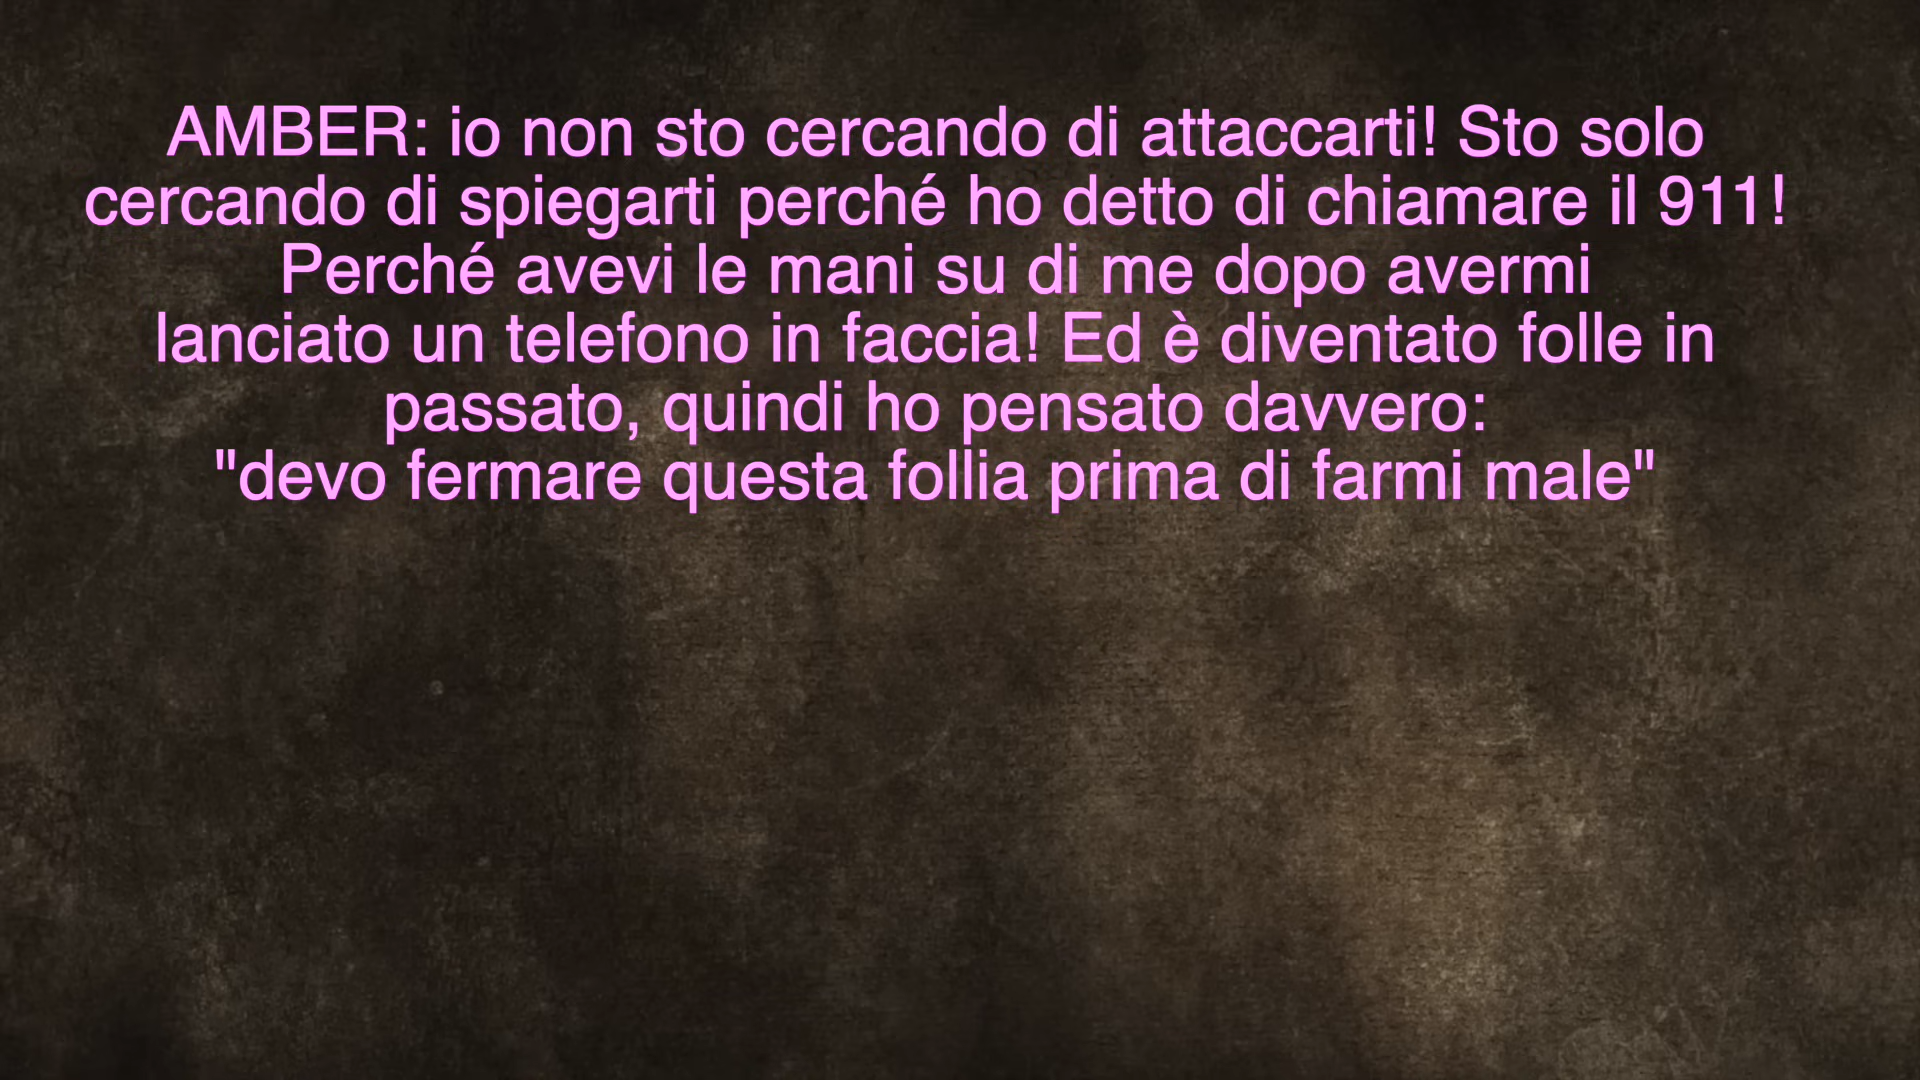 AMBER: io non sto cercando di attaccarti! Sto solo
cercando di spiegarti perché ho detto di chiamare il 911!
Perché avevi le mani su di me dopo avermi
lanciato un telefono in faccia! Ed è diventato folle in
passato, quindi ho pensato davvero:
"devo fermare questa follia prima di farmi male"